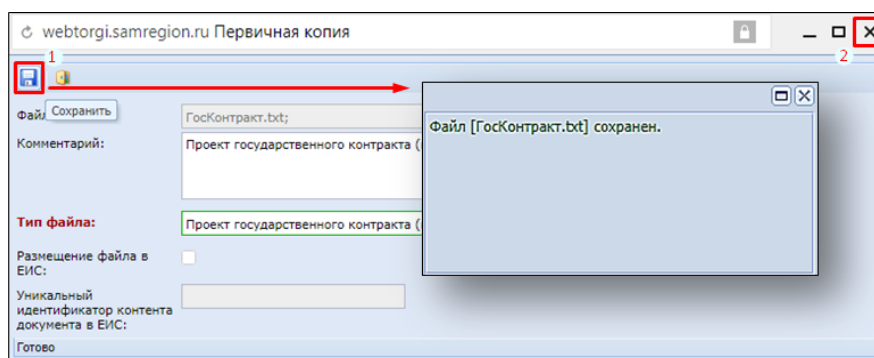 webtorgi.samregion.ru Первичная копия
1
2
Сохранить
Файл
ГосКонтракт.txt;
Комментарий:
Проект государственного контракта (
Тип файла:
Проект государственного контракта (
Размещение файла в
ЕИС:
Уникальный
идентификатор контента
документа в ЕИС:
Готово
Файл [ГосКонтракт.txt] сохранен.